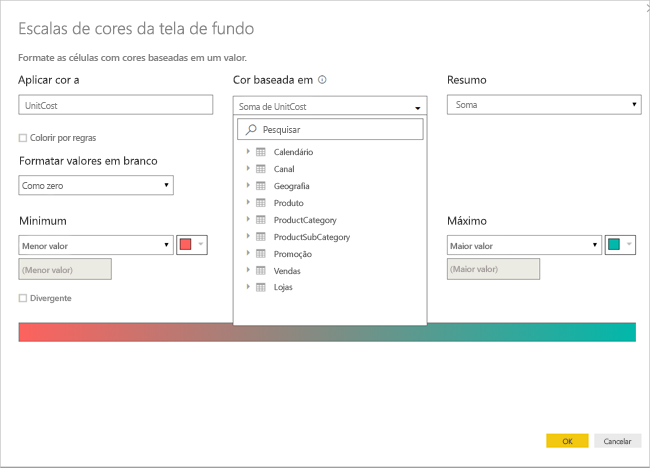 Escalas de cores da tela de fundo
Formate as células com cores baseadas em um valor.
Aplicar cor a
UnitCost
Colorir por regras
Formatar valores em branco
Como zero
Minimum
Menor valor
(Menor valor)
Divergente
Cor baseada em
Soma de UnitCost
Pesquisar
Calendário
Canal
Geografia
Produto
ProductCategory
ProductSubCategory
Promoção
Vendas
Lojas
Resumo
Soma
Máximo
Maior valor
(Maior valor)
OK
Cancelar